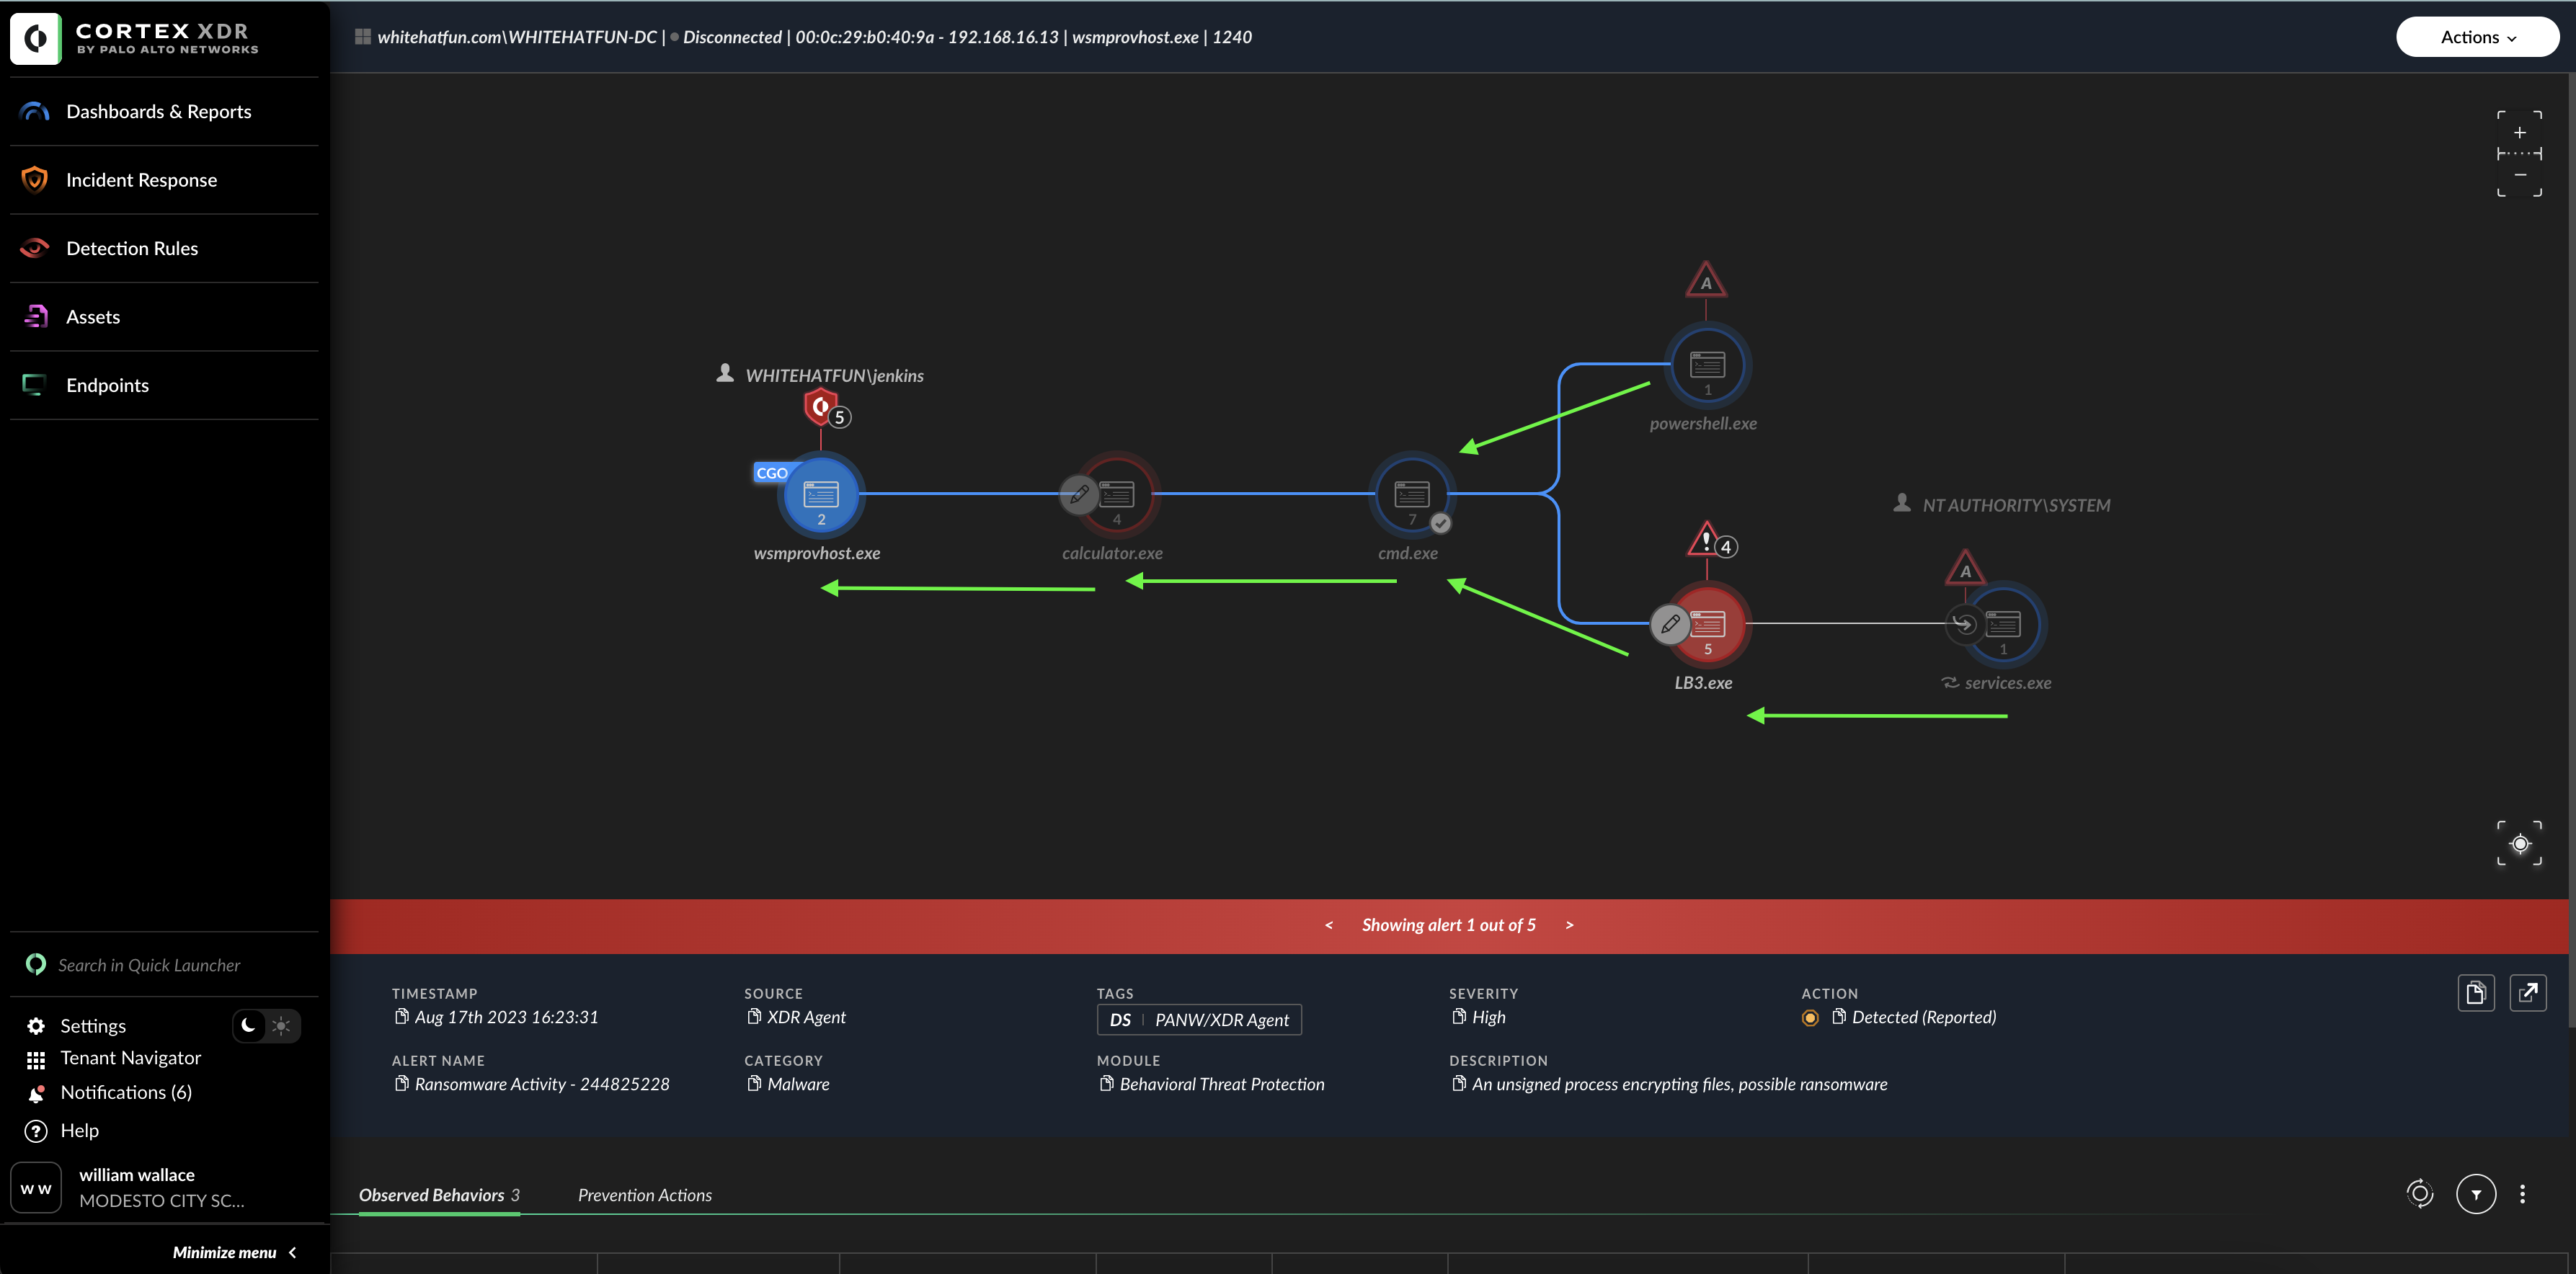 CORTEX XDR
BY PALO ALTO NETWORKS
Dashboards & Reports
Incident Response
Detection Rules
Assets
Endpoints
Search in Quick Launcher
Settings
Tenant Navigator
Notifications (6)
Help
W W
william wallace
MODESTO CITY SC...
Minimize menu <
whitehatfun.com\WHITEHATFUN-DC | Disconnected | 00:0c:29:b0:40:9a - 192.168.16.13 | wsmprovhost.exe | 1240
Actions
A
1
powershell.exe
WHITEHATFUN\jenkins
5
CGO
2
wsmprovhost.exe
4
calculator.exe
7
cmd.exe
NT AUTHORITY\SYSTEM
! 4
A
5
LB3.exe
1
services.exe
< Showing alert 1 out of 5 >
TIMESTAMP
Aug 17th 2023 16:23:31
SOURCE
XDR Agent
TAGS
DS | PANW/XDR Agent
SEVERITY
High
ACTION
Detected (Reported)
ALERT NAME
Ransomware Activity - 244825228
CATEGORY
Malware
MODULE
Behavioral Threat Protection
DESCRIPTION
An unsigned process encrypting files, possible ransomware
Observed Behaviors 3
Prevention Actions